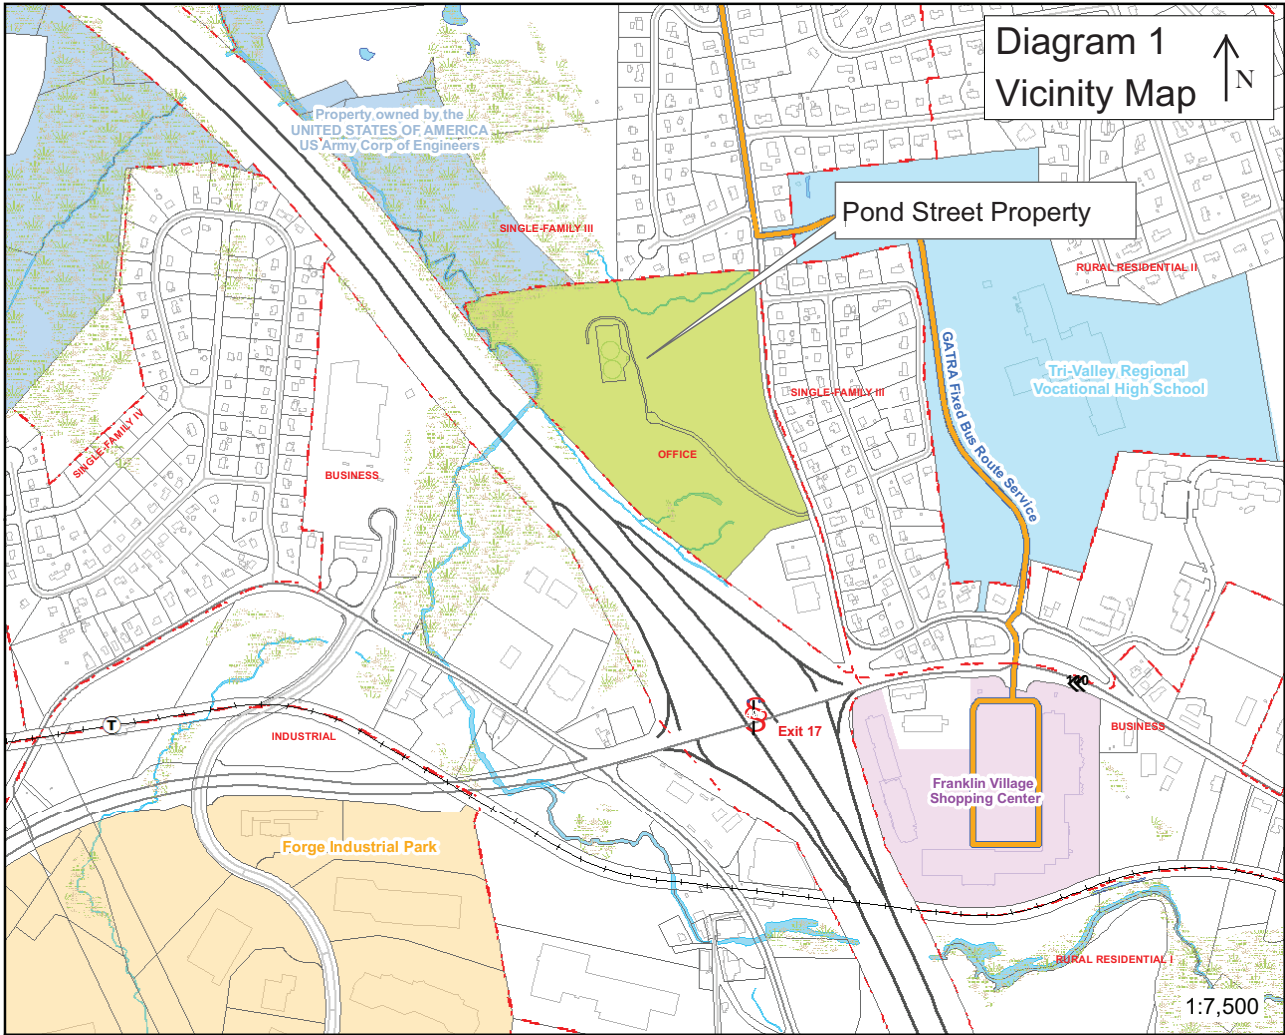 Diagram 1
Vicinity Map
N
Property owned by the
UNITED STATES OF AMERICA
US Army Corp of Engineers
Pond Street Property
SINGLE-FAMILY III
RURAL RESIDENTIAL II
GATRA Fixed Bus Route Service
Tri-Valley Regional
Vocational High School
SINGLE-FAMILY III
SINGLE-FAMILY IV
OFFICE
BUSINESS
T
INDUSTRIAL
Exit 17
BUSINESS
Franklin Village
Shopping Center
Forge Industrial Park
RURAL RESIDENTIAL I
1:7,500